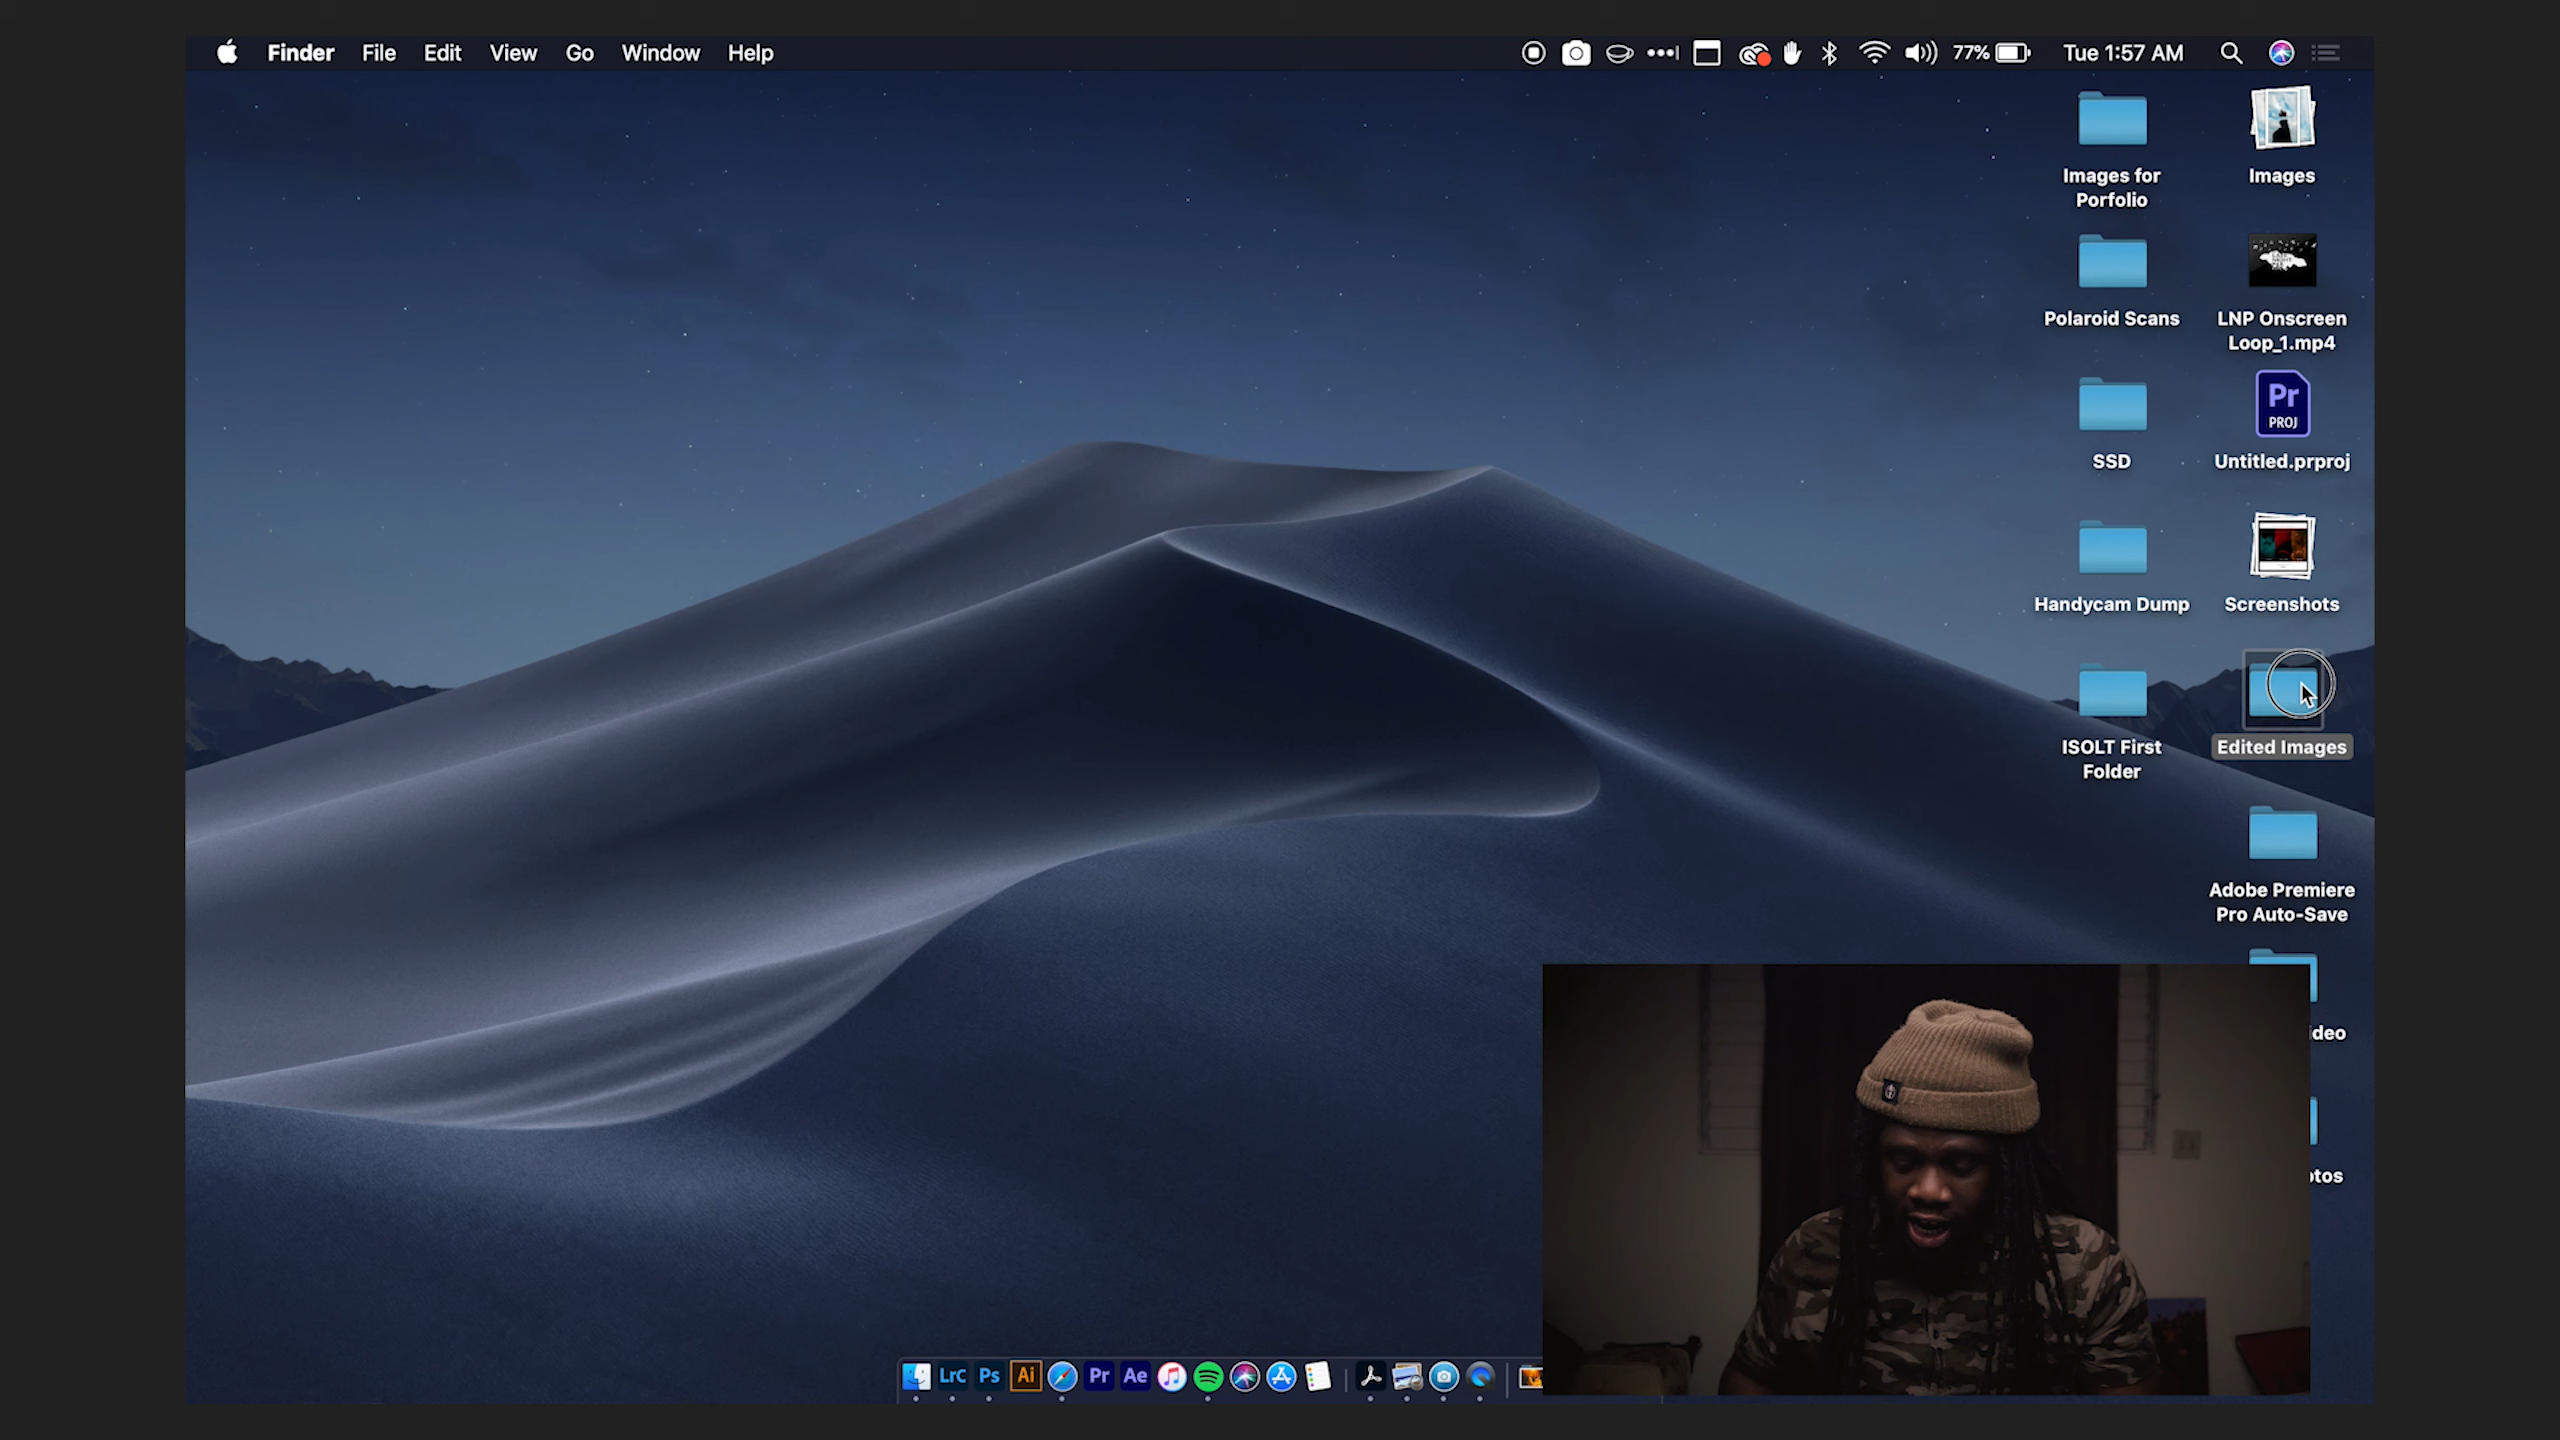 Finder File Edit View Go Window Help
77% Tue 1:57 AM
Images for
Porfolio
Images
Polaroid Scans
LNP Onscreen
Loop_1.mp4
SSD
Pr
PROJ
Untitled.prproj
Handycam Dump
Screenshots
ISOLT First
Folder
Edited Images
Adobe Premiere
Pro Auto-Save
ideo
otos
LrC Ps Ai Pr Ae